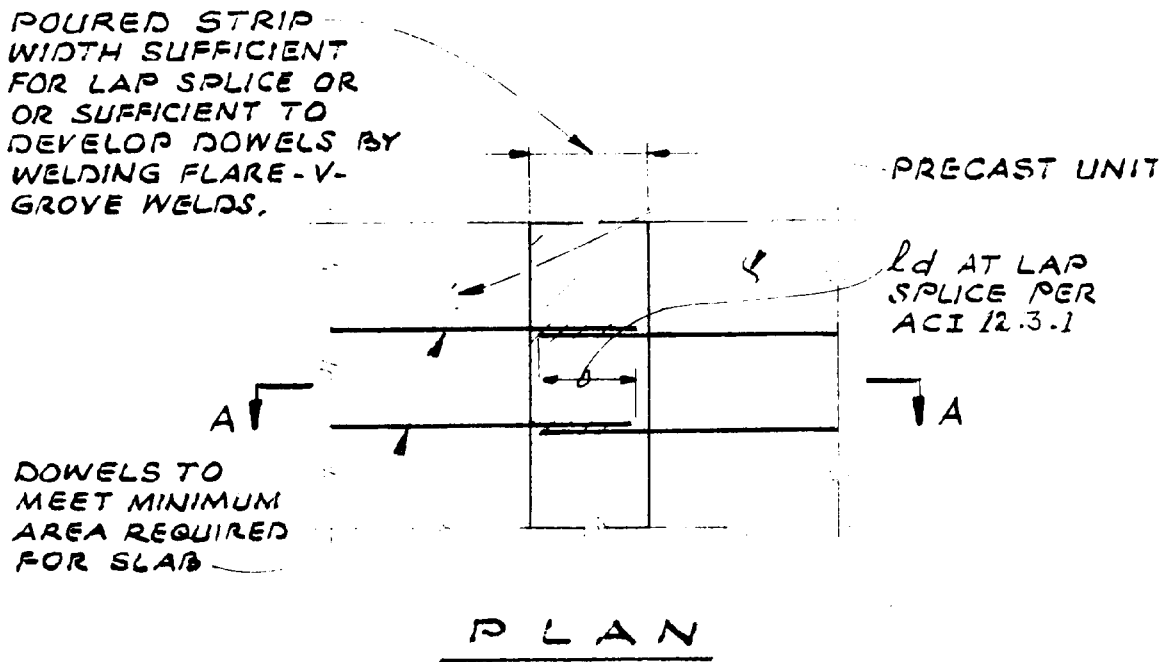 POURED STRIP
WIDTH SUFFICIENT
FOR LAP SPLICE OR
OR SUFFICIENT TO
DEVELOP DOWELS BY
WELDING FLARE-V-
GROVE WELDS.
PRECAST UNIT
ld AT LAP
SPLICE PER
ACI 12.3.1
A
A
DOWELS TO
MEET MINIMUM
AREA REQUIRED
FOR SLAB
PLAN